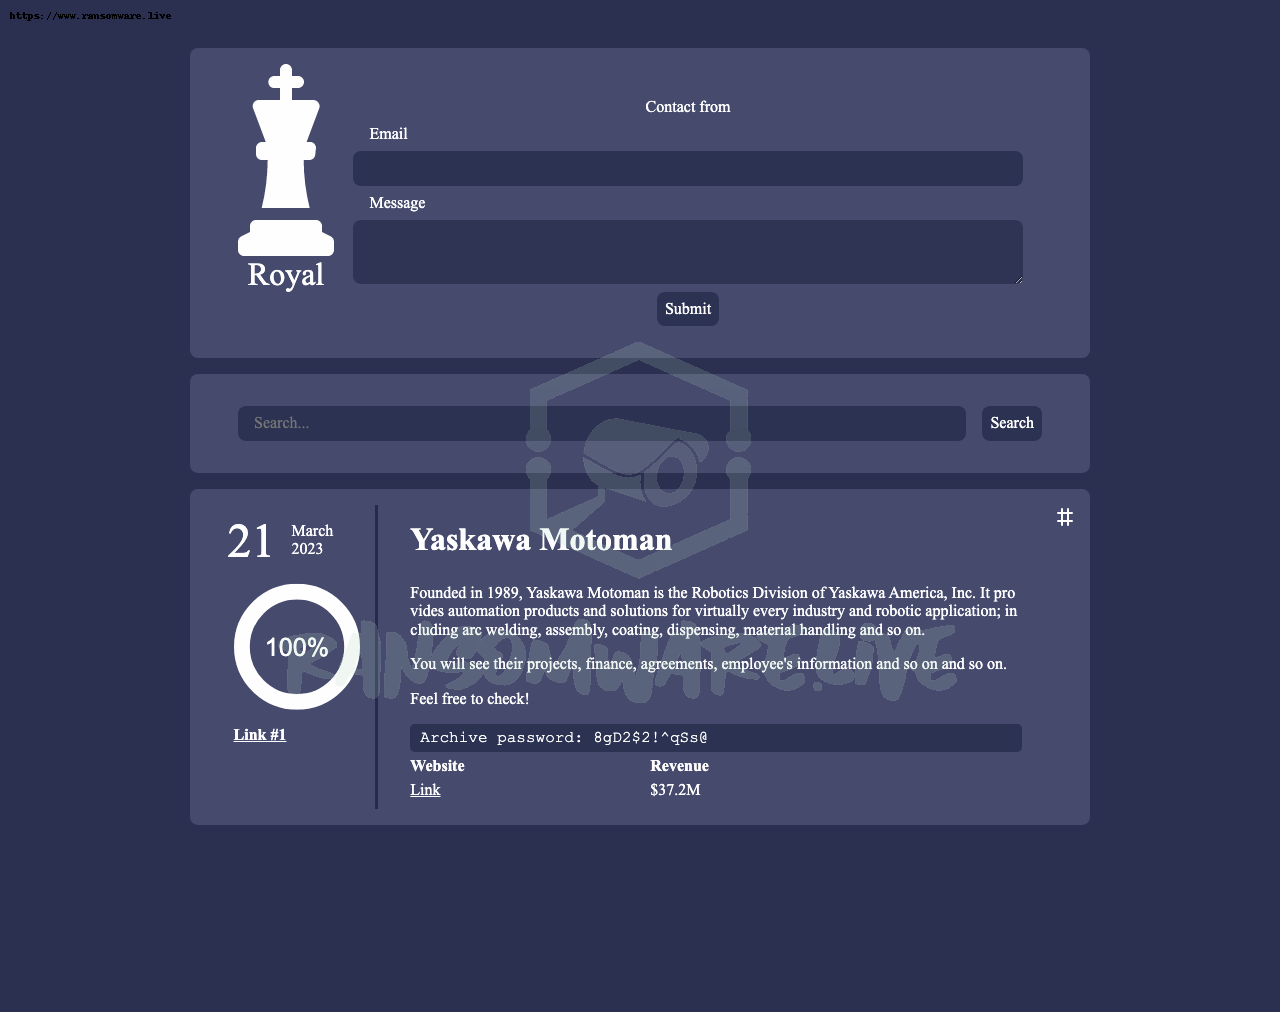 https://www.ransomware.live
Contact from
Email
Message
Royal
Submit
Search...
Search
21
March
2023
#
Yaskawa Motoman
Founded in 1989, Yaskawa Motoman is the Robotics Division of Yaskawa America, Inc. It pro
vides automation products and solutions for virtually every industry and robotic application; in
cluding arc welding, assembly, coating, dispensing, material handling and so on.
100%
RANSOMWARE.LIVE
You will see their projects, finance, agreements, employee's information and so on and so on.
Feel free to check!
Link #1
Archive password: 8gD2$2!^qSs@
Website
Revenue
Link
$37.2M